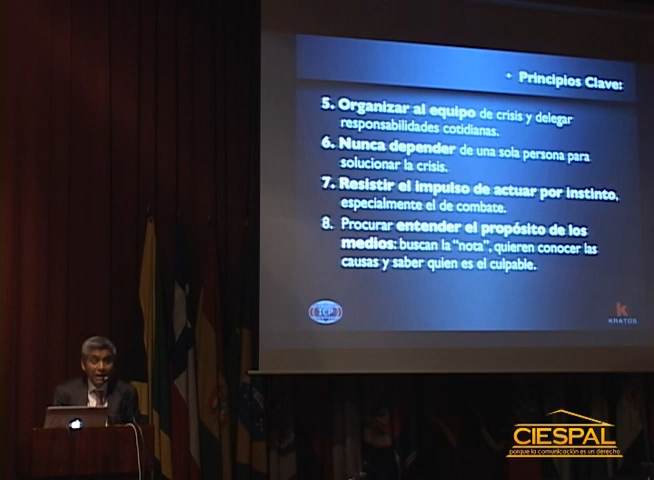 • Principios Clave:
5. Organizar al equipo de crisis y delegar
responsabilidades cotidianas.
6. Nunca depender de una sola persona para
solucionar la crisis.
7. Resistir el impulso de actuar por instinto,
especialmente el de combate.
8. Procurar entender el propósito de los
medios: buscan la "nota", quieren conocer las
causas y saber quien es el culpable.
TCP
KRATOS
CIESPAL
porque la comunicación es un derecho